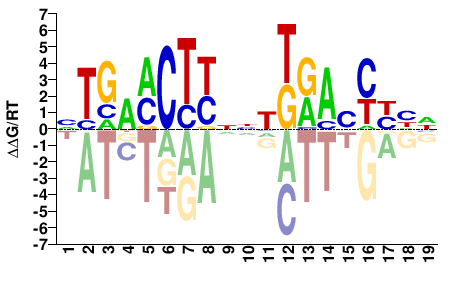 7
6
5
4
3
2
1
0
-1
-2
-3
-4
-5
-6
-7
ΔΔG/RT
1 2 3 4 5 6 7 8 9 10 11 12 13 14 15 16 17 18 19
C T
T C A
G C A T
A G C
A C T T
C A G T
T C A G
T C A
T
T G A C
G A T
A C T
C T
C T A G
T C A
C T G
A T G